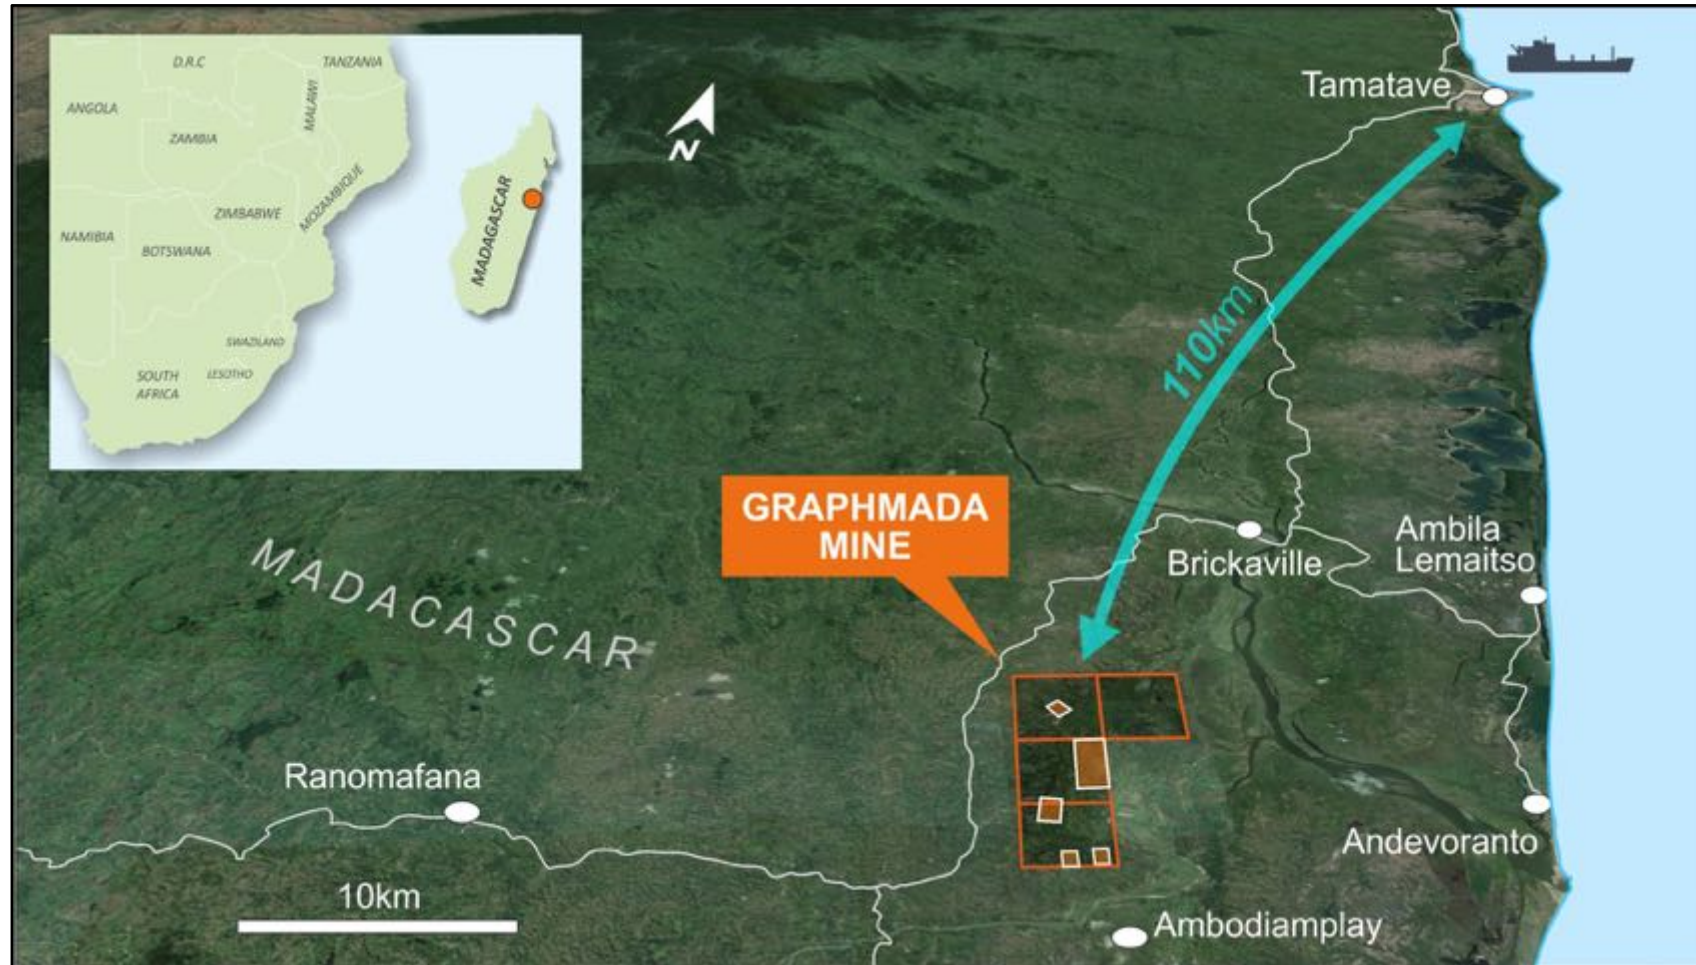 D.R.C
TANZANIA
ANGOLA
MALAWI
ZAMBIA
MOZAMBIQUE
ZIMBABWE
NAMIBIA
BOTSWANA
MADAGASCAR
SWAZILAND
SOUTH
AFRICA
LESOTHO
N
Tamatave
110km
GRAPHMADA
MINE
Brickaville
Ambila
Lemaitso
MADACASCAR
Ranomafana
Andevoranto
10km
Ambodiamplay